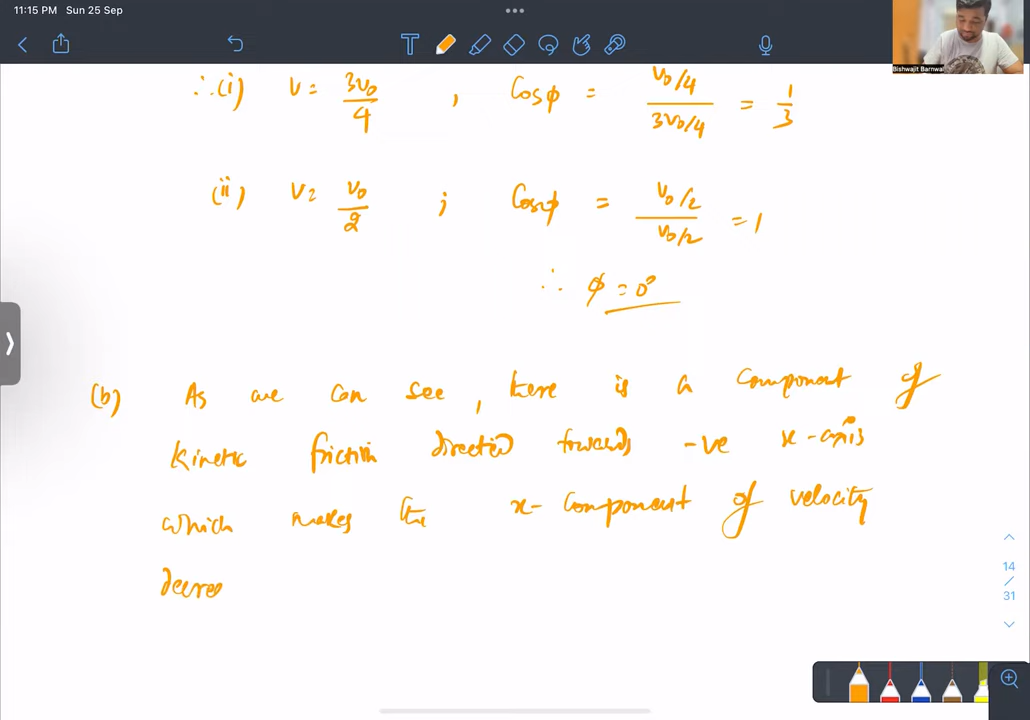 11:15 PM Sun 25 Sep
Bishwajit Barnwal
∴(i) v = 3v₀/4 , Cosϕ = (v₀/4)/(3v₀/4) = 1/3
(ii) v = v₀/2 ; Cosϕ = (v₀/2)/(v₀/2) = 1
∴ ϕ = 0°
(b) As we can see, there is a component of
kinetic friction directed towards -ve x-axis
which makes the x-component of velocity
decrea
14
/
31